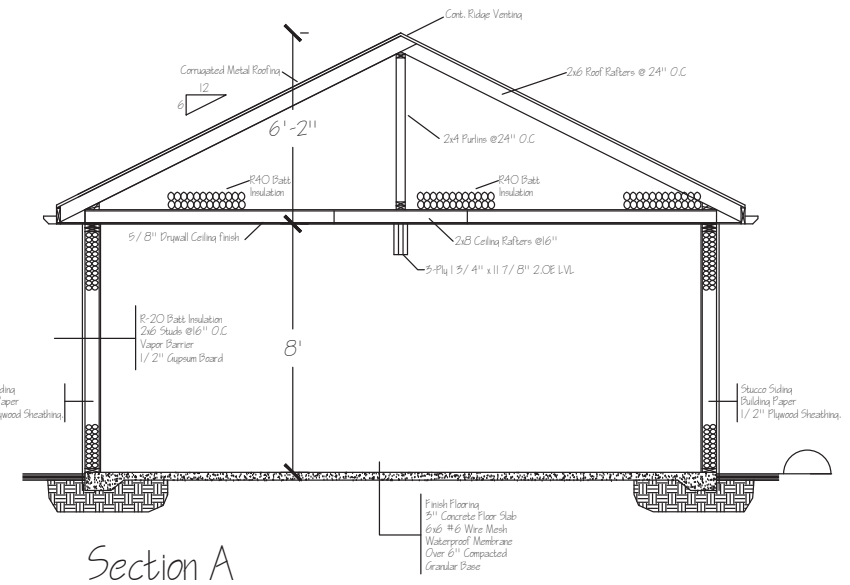 Cont. Ridge Venting
Corrugated Metal Roofing
2x6 Roof Rafters @ 24" O.C
12
6
6'-2"
2x4 Purlins @24" O.C
R40 Batt
Insulation
R40 Batt
Insulation
5/8" Drywall Ceiling finish
2x8 Ceiling Rafters @16"
3-Ply 1 3/4" x 11 7/8" 2.0E LVL
R-20 Batt Insulation
2x6 Studs @16" O.C
Vapor Barrier
1/2" Gypsum Board
8'
iding
aper
ywood Sheathing.
Stucco Siding
Building Paper
1/2" Plywood Sheathing.
Finish Flooring
3" Concrete Floor Slab
6x6 #6 Wire Mesh
Waterproof Membrane
Over 6" Compacted
Granular Base
Section A